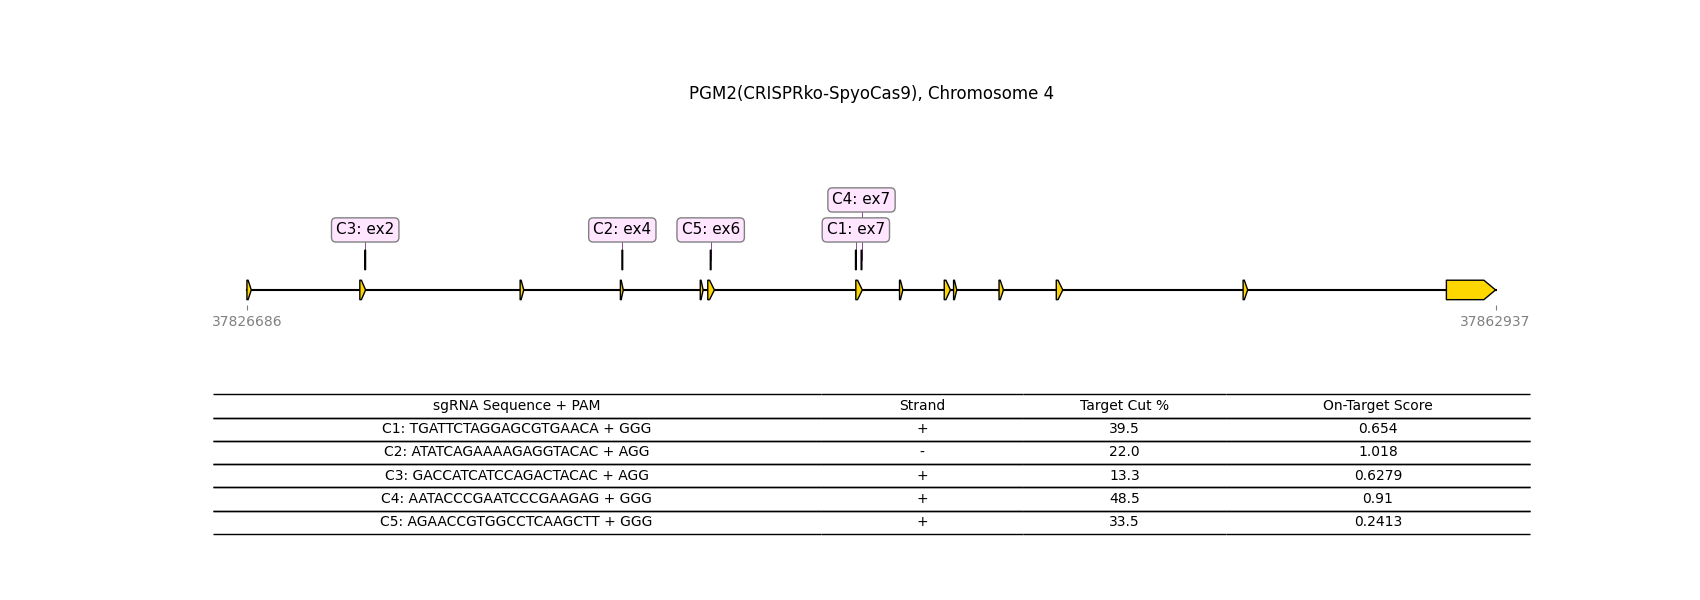 PGM2(CRISPRko-SpyoCas9), Chromosome 4
C4: ex7
C3: ex2 C2: ex4 C5: ex6 C1: ex7
37826686 37862937
sgRNA Sequence + PAM Strand Target Cut % On-Target Score
C1: TGATTCTAGGAGCGTGAACA + GGG + 39.5 0.654
C2: ATATCAGAAAAGAGGTACAC + AGG - 22.0 1.018
C3: GACCATCATCCAGACTACAC + AGG + 13.3 0.6279
C4: AATACCCGAATCCCGAAGAG + GGG + 48.5 0.91
C5: AGAACCGTGGCCTCAAGCTT + GGG + 33.5 0.2413